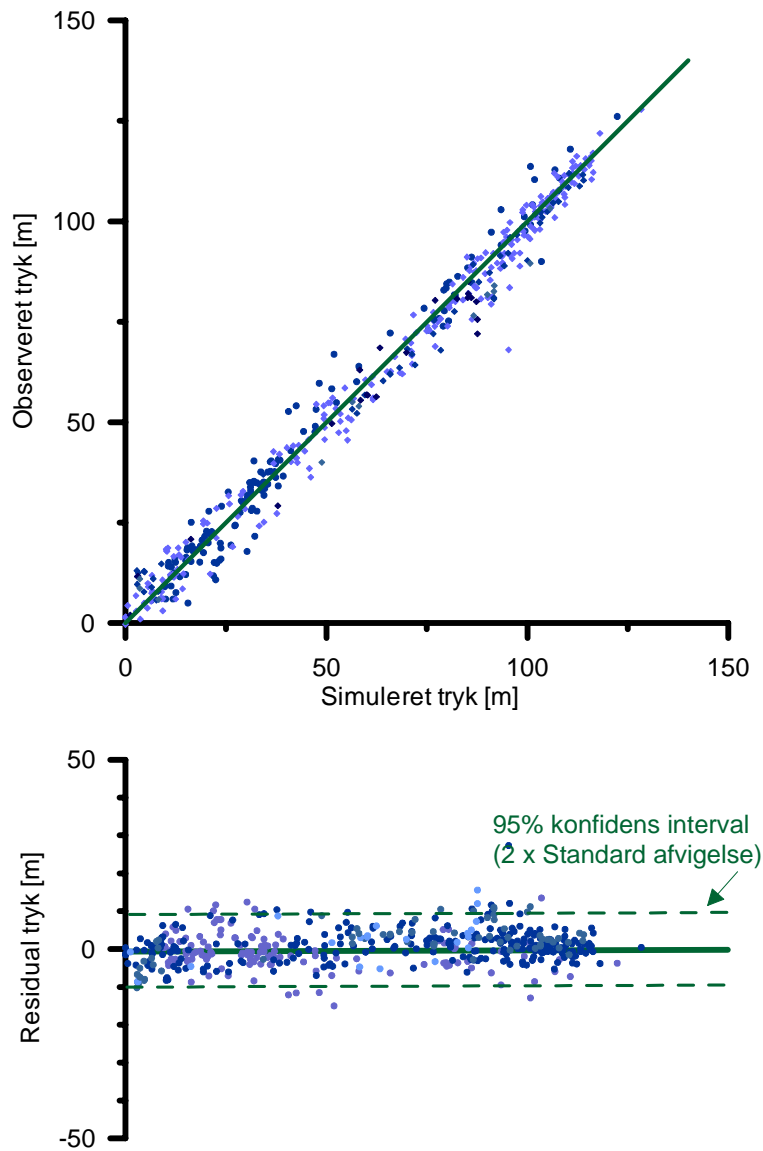 150
100
50
0
Observeret tryk [m]
0
50
100
150
Simuleret tryk [m]
50
0
-50
Residual tryk [m]
95% konfidens interval
(2 x Standard afvigelse)